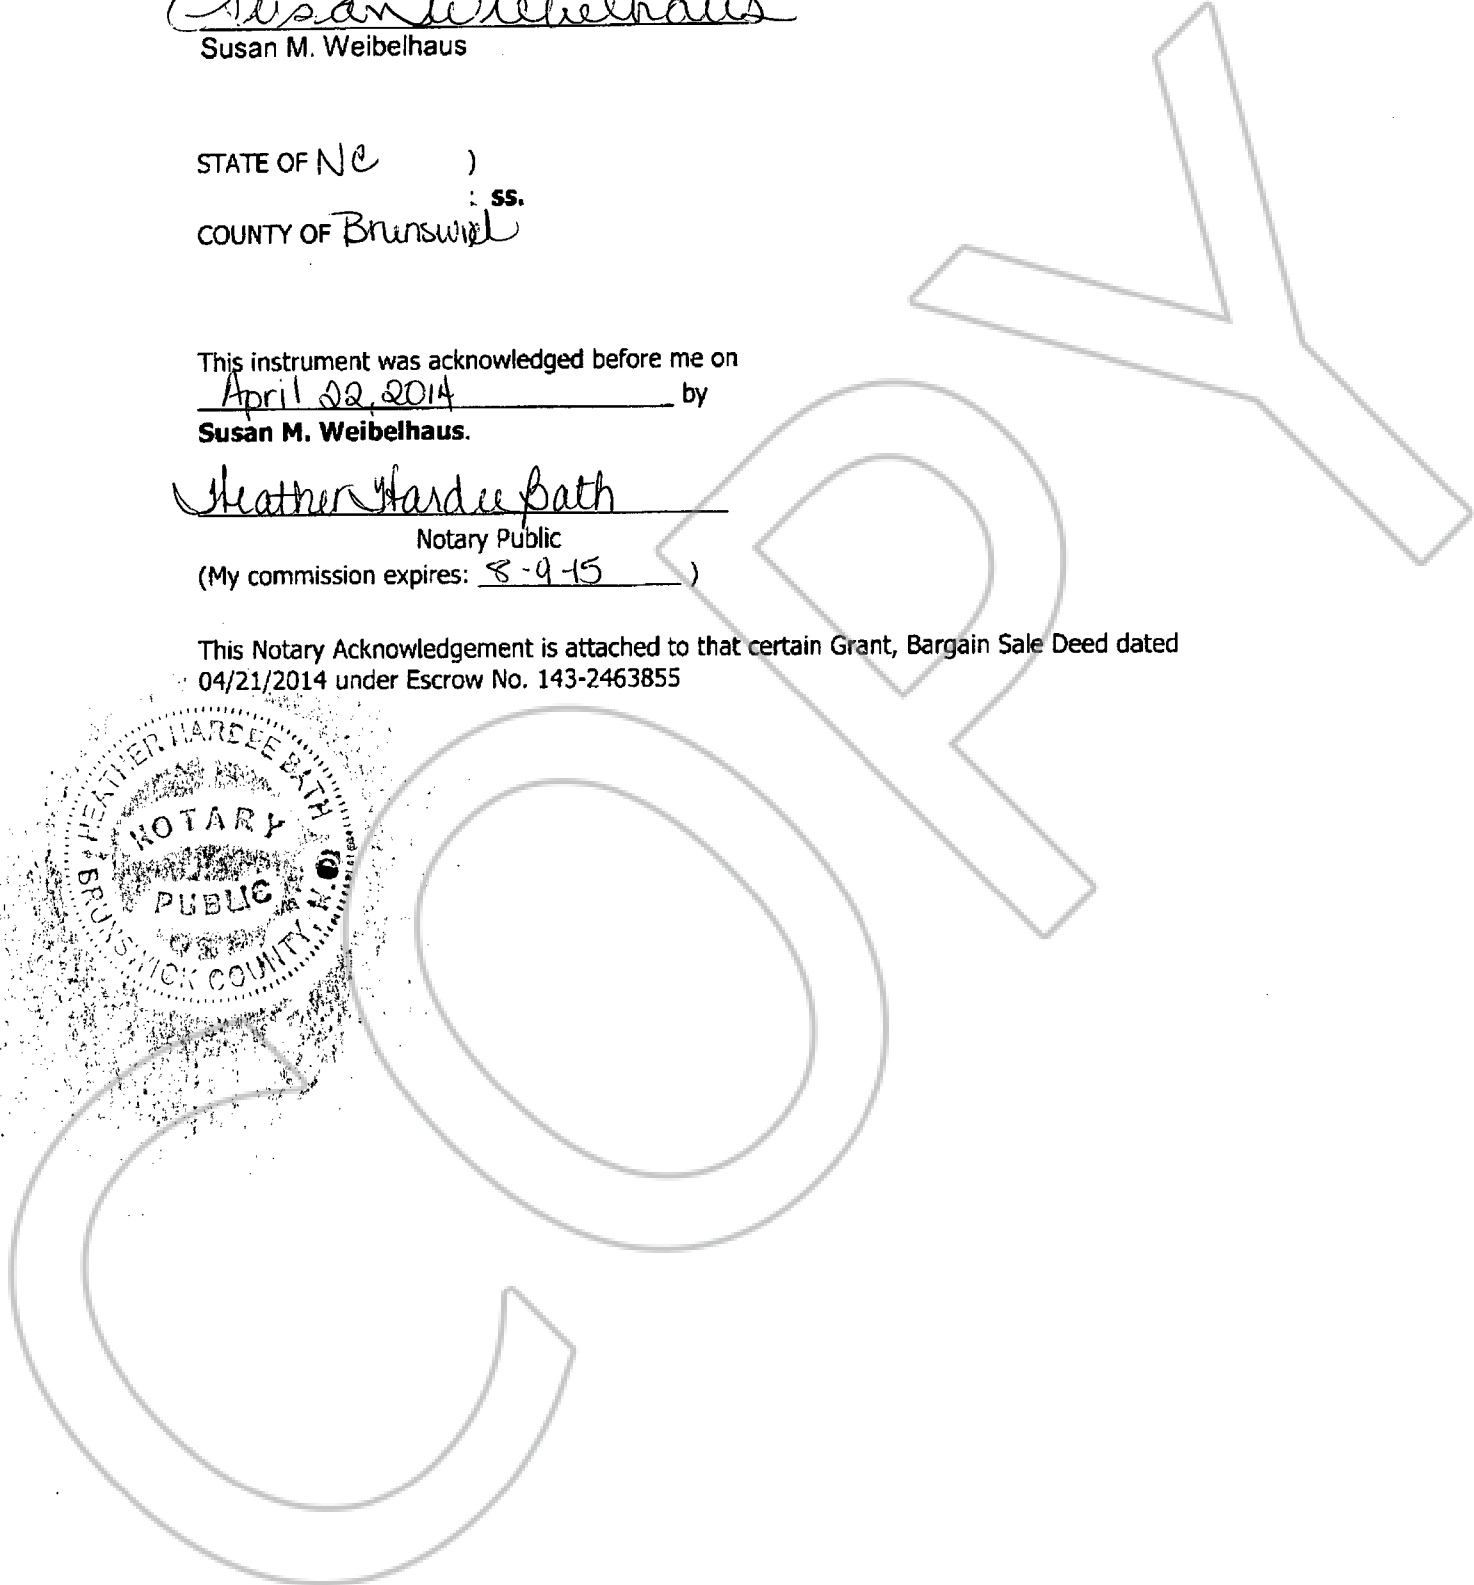 Susan Weibelhaus
Susan M. Weibelhaus
STATE OF NC )
: ss.
COUNTY OF Brunswick
This instrument was acknowledged before me on
April 22, 2014 by
Susan M. Weibelhaus.
Heather Hardee Bath
Notary Public
(My commission expires: 8-9-15 )
This Notary Acknowledgement is attached to that certain Grant, Bargain Sale Deed dated
04/21/2014 under Escrow No. 143-2463855
HEATHER HARDEE BATH
NOTARY
PUBLIC
BRUNSWICK COUNTY, N.C.
COPY